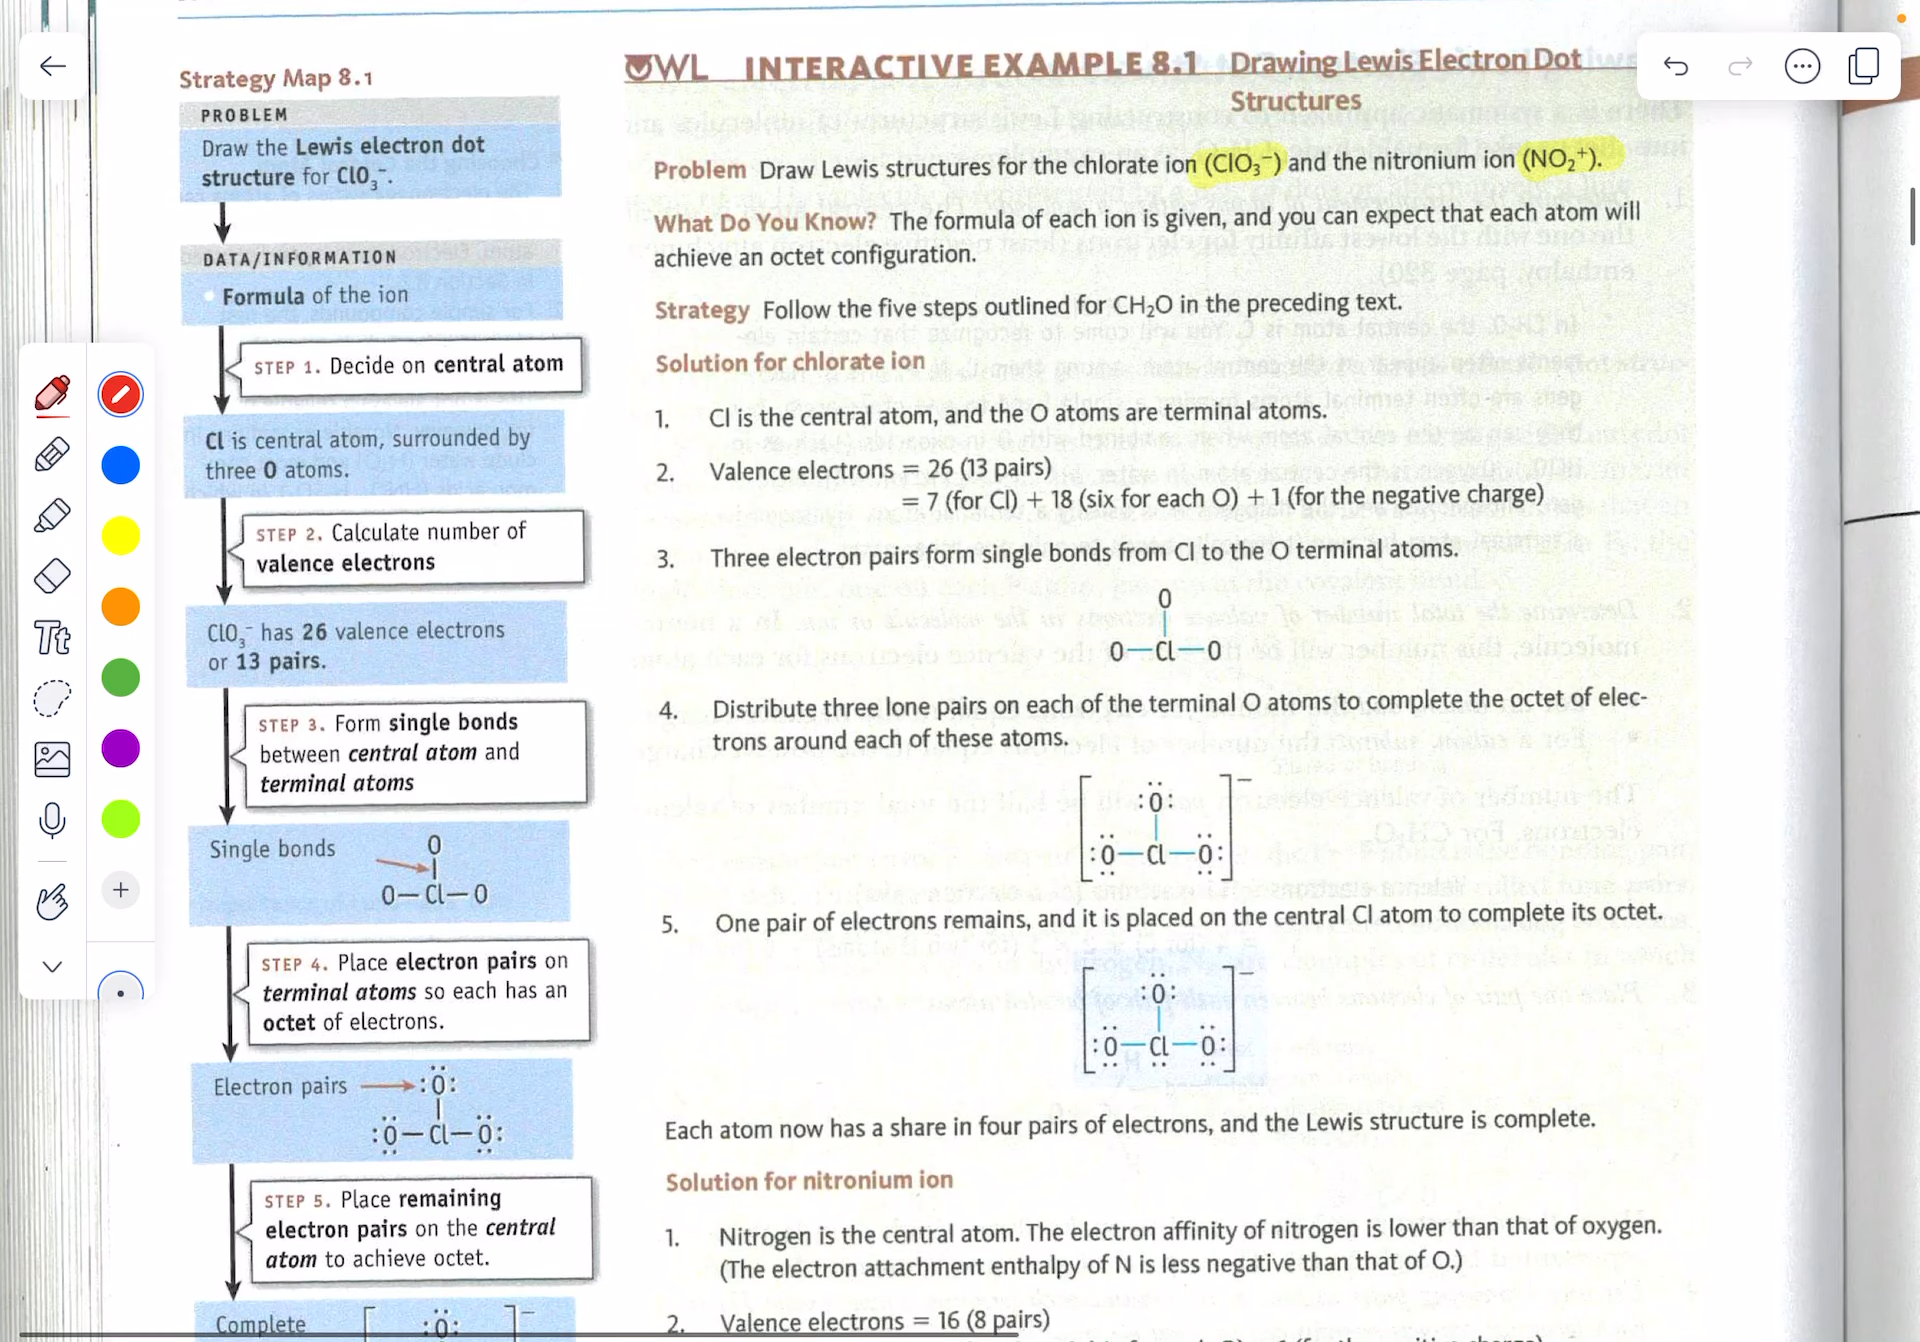 Strategy Map 8.1
PROBLEM
Draw the Lewis electron dot
structure for ClO₃⁻.
DATA/INFORMATION
Formula of the ion
STEP 1. Decide on central atom
Cl is central atom, surrounded by
three O atoms.
STEP 2. Calculate number of
valence electrons
ClO₃⁻ has 26 valence electrons
or 13 pairs.
STEP 3. Form single bonds
between central atom and
terminal atoms
Single bonds
O
O—Cl—O
STEP 4. Place electron pairs on
terminal atoms so each has an
octet of electrons.
Electron pairs :Ö:
:Ö—Cl—Ö:
STEP 5. Place remaining
electron pairs on the central
atom to achieve octet.
Complete [ :Ö: ]⁻
OWL INTERACTIVE EXAMPLE 8.1 Drawing Lewis Electron Dot
Structures
Problem Draw Lewis structures for the chlorate ion (ClO₃⁻) and the nitronium ion (NO₂⁺).
What Do You Know? The formula of each ion is given, and you can expect that each atom will
achieve an octet configuration.
Strategy Follow the five steps outlined for CH₂O in the preceding text.
Solution for chlorate ion
1. Cl is the central atom, and the O atoms are terminal atoms.
2. Valence electrons = 26 (13 pairs)
= 7 (for Cl) + 18 (six for each O) + 1 (for the negative charge)
3. Three electron pairs form single bonds from Cl to the O terminal atoms.
O
O—Cl—O
4. Distribute three lone pairs on each of the terminal O atoms to complete the octet of elec-
trons around each of these atoms.
[ :Ö: ]⁻
:Ö—Cl—Ö:
5. One pair of electrons remains, and it is placed on the central Cl atom to complete its octet.
[ :Ö: ]⁻
:Ö—Cl—Ö:
Each atom now has a share in four pairs of electrons, and the Lewis structure is complete.
Solution for nitronium ion
1. Nitrogen is the central atom. The electron affinity of nitrogen is lower than that of oxygen.
(The electron attachment enthalpy of N is less negative than that of O.)
2. Valence electrons = 16 (8 pairs)
Tt